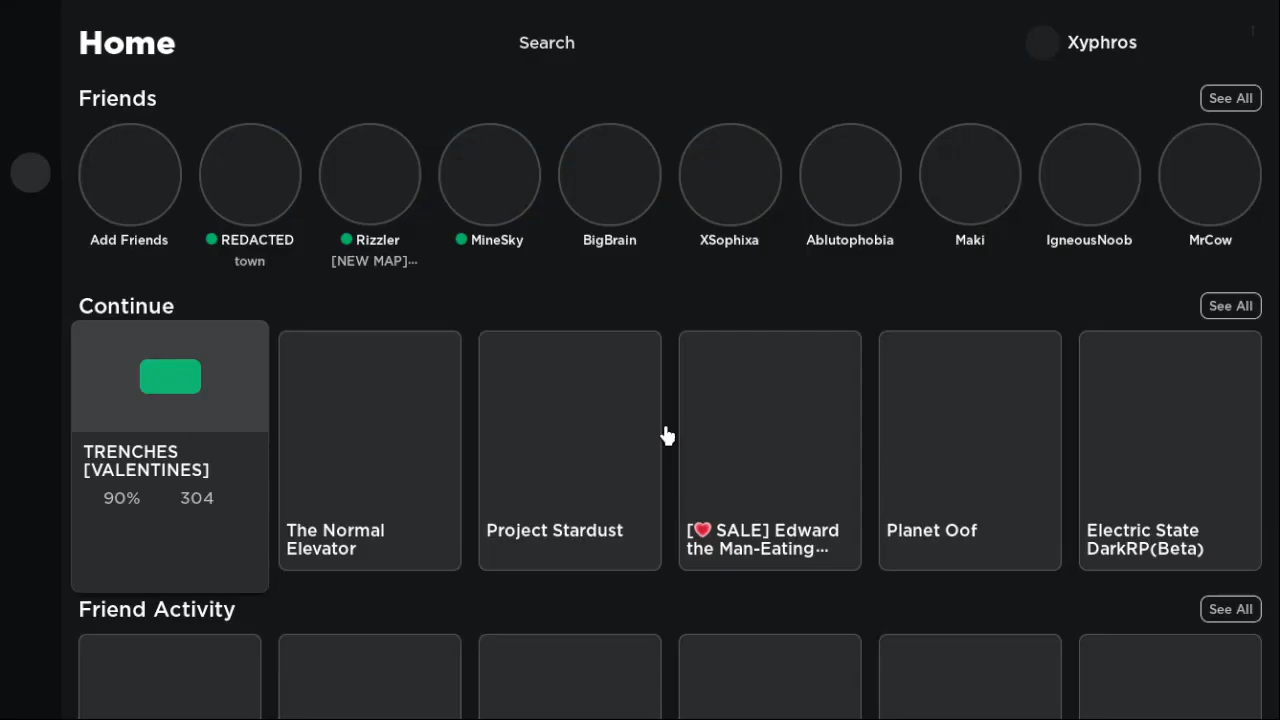 Home
Search
Xyphros
1
Friends
See All
Add Friends
REDACTED
town
Rizzler
[NEW MAP]...
MineSky
BigBrain
XSophixa
Ablutophobia
Maki
IgneousNoob
MrCow
Continue
See All
TRENCHES
[VALENTINES]
90% 304
The Normal
Elevator
Project Stardust
[❤️ SALE] Edward
the Man-Eating...
Planet Oof
Electric State
DarkRP(Beta)
Friend Activity
See All